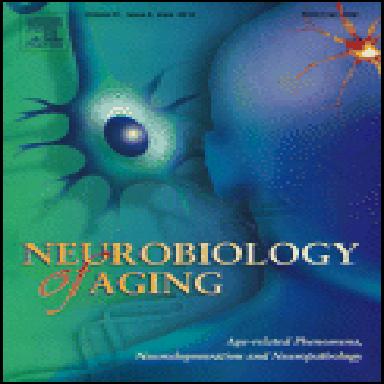 NEUROBIOLOGY
of AGING
Age-related Phenomena,
Neurodegeneration and Neuropathology